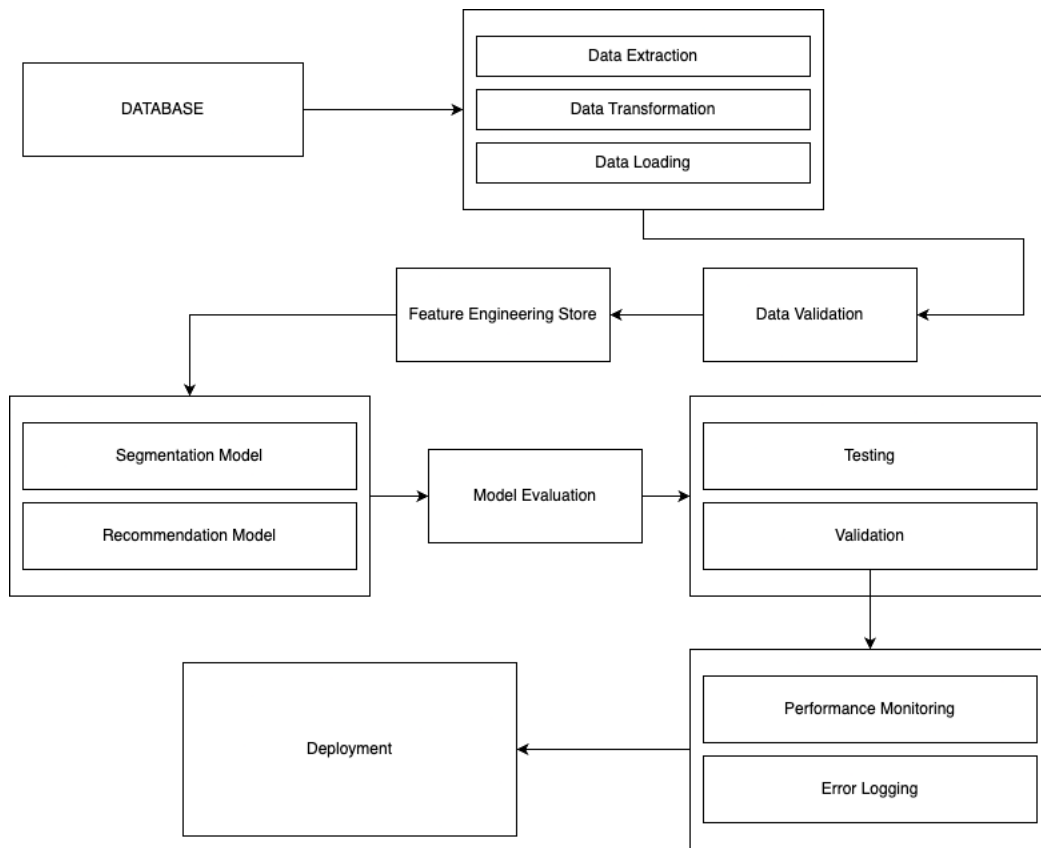 DATABASE
Data Extraction
Data Transformation
Data Loading
Feature Engineering Store
Data Validation
Segmentation Model
Recommendation Model
Model Evaluation
Testing
Validation
Deployment
Performance Monitoring
Error Logging